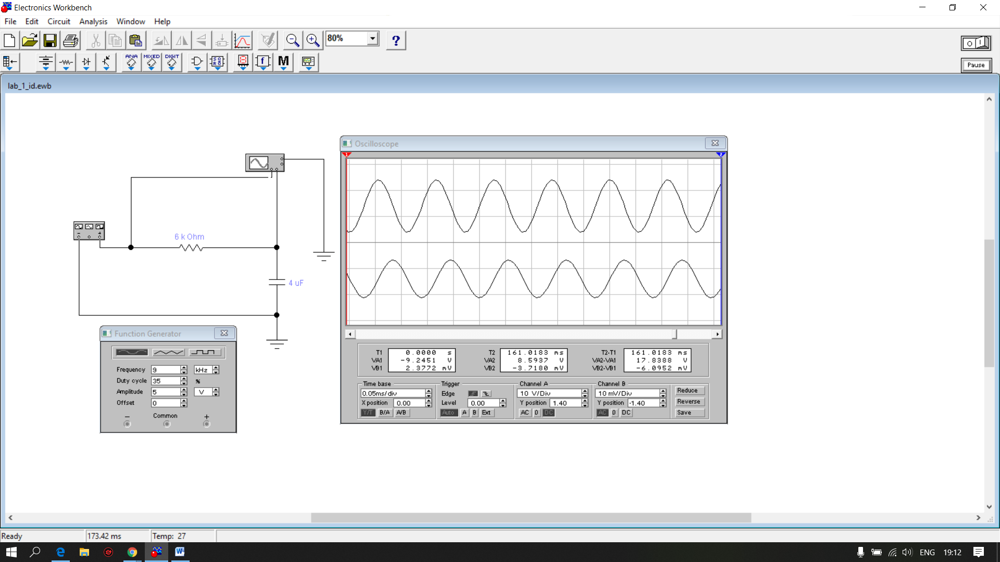 Electronics Workbench
File Edit Circuit Analysis Window Help
80%
?
ANA MIXED DIGIT
f M
O I
Pause
lab_1_id.ewb
Oscilloscope
1 2
6 k Ohm
4 uF
Function Generator
Frequency 9 kHz
Duty cycle 35 %
Amplitude 5 V
Offset 0
− Common +
T1 0.0000 s T2 161.0183 ms T2-T1 161.0183 ms
VA1 -9.2451 V VA2 8.5937 V VA2-VA1 17.8388 V
VB1 2.3772 mV VB2 -3.7180 mV VB2-VB1 -6.0952 mV
Time base Trigger Channel A Channel B
0.05ms/div Edge 10 V/Div 10 mV/Div Reduce
X position 0.00 Level 0.00 Y position 1.40 Y position -1.40 Reverse
Y/T B/A A/B Auto A B Ext AC 0 DC AC 0 DC Save
Ready 173.42 ms Temp: 27
ENG 19:12